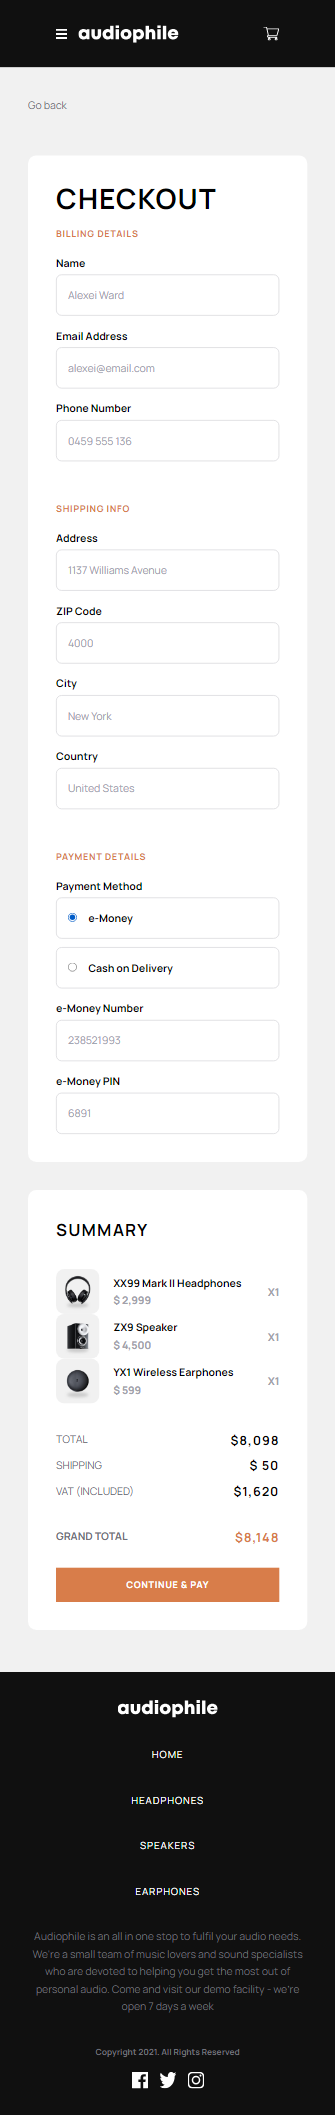 audiophile
Go back
CHECKOUT
BILLING DETAILS
Name
Alexei Ward
Email Address
alexei@email.com
Phone Number
0459 555 136
SHIPPING INFO
Address
1137 Williams Avenue
ZIP Code
4000
City
New York
Country
United States
PAYMENT DETAILS
Payment Method
e-Money
Cash on Delivery
e-Money Number
238521993
e-Money PIN
6891
SUMMARY
XX99 Mark II Headphones
$ 2,999
X1
ZX9 Speaker
$ 4,500
X1
YX1 Wireless Earphones
$ 599
X1
TOTAL $8,098
SHIPPING $ 50
VAT (INCLUDED) $1,620
GRAND TOTAL $8,148
CONTINUE & PAY
audiophile
HOME
HEADPHONES
SPEAKERS
EARPHONES
Audiophile is an all in one stop to fulfil your audio needs.
We're a small team of music lovers and sound specialists
who are devoted to helping you get the most out of
personal audio. Come and visit our demo facility - we're
open 7 days a week
Copyright 2021. All Rights Reserved